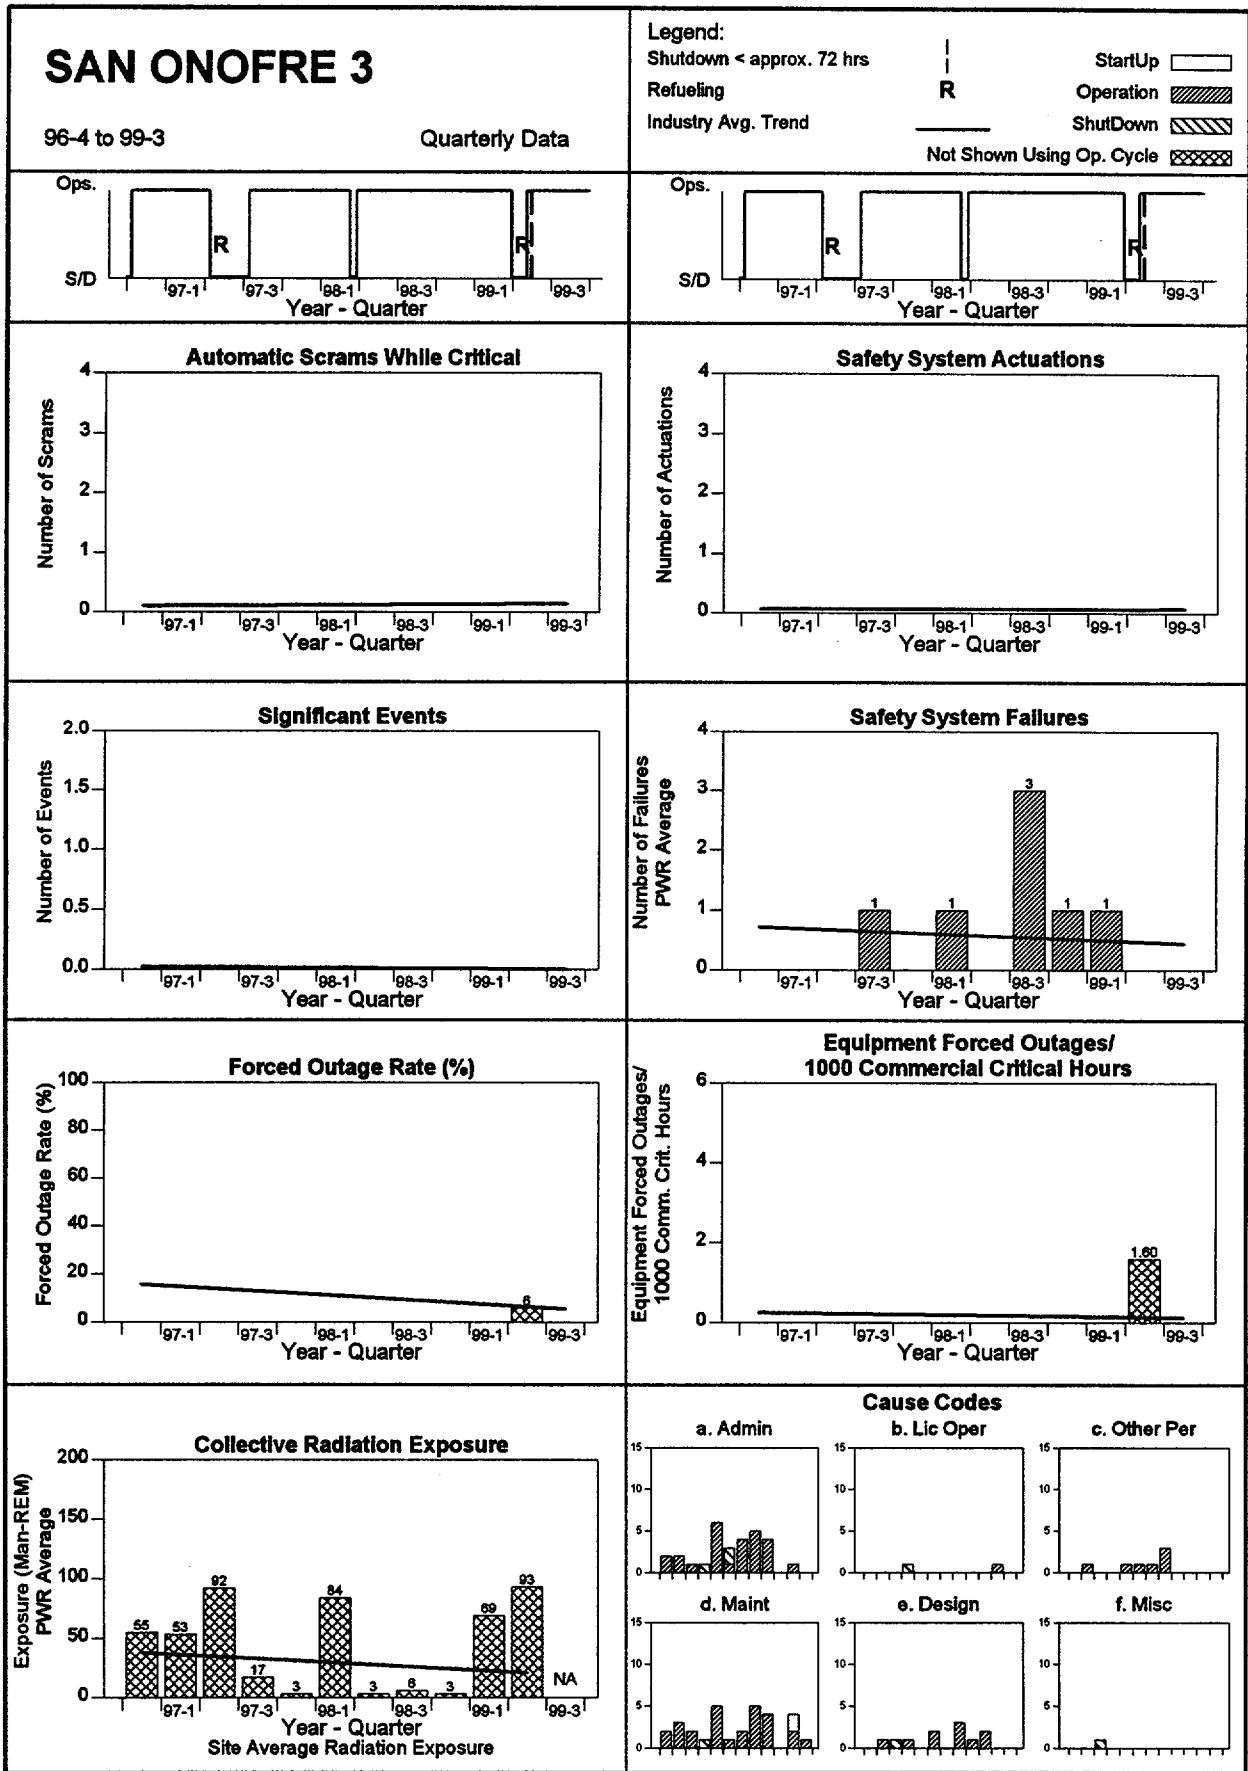 SAN ONOFRE 3
96-4 to 99-3 Quarterly Data
Legend:
Shutdown < approx. 72 hrs
Refueling R
Industry Avg. Trend
StartUp
Operation
ShutDown
Not Shown Using Op. Cycle
Ops.
R R
S/D
97-1 97-3 98-1 98-3 99-1 99-3
Year - Quarter
Ops.
R R
S/D
97-1 97-3 98-1 98-3 99-1 99-3
Year - Quarter
Automatic Scrams While Critical
Number of Scrams
4
3
2
1
0
97-1 97-3 98-1 98-3 99-1 99-3
Year - Quarter
Safety System Actuations
Number of Actuations
4
3
2
1
0
97-1 97-3 98-1 98-3 99-1 99-3
Year - Quarter
Significant Events
Number of Events
2.0
1.5
1.0
0.5
0.0
97-1 97-3 98-1 98-3 99-1 99-3
Year - Quarter
Safety System Failures
Number of Failures
PWR Average
4
3
2
1
0
1 1 3 1 1
97-1 97-3 98-1 98-3 99-1 99-3
Year - Quarter
Forced Outage Rate (%)
Forced Outage Rate (%)
100
80
60
40
20
0
6
97-1 97-3 98-1 98-3 99-1 99-3
Year - Quarter
Equipment Forced Outages/
1000 Commercial Critical Hours
Equipment Forced Outages/
1000 Comm. Crit. Hours
6
4
2
0
1.60
97-1 97-3 98-1 98-3 99-1 99-3
Year - Quarter
Collective Radiation Exposure
Exposure (Man-REM)
PWR Average
200
150
100
50
0
55 53 92 17 3 84 3 6 3 69 93 NA
97-1 97-3 98-1 98-3 99-1 99-3
Year - Quarter
Site Average Radiation Exposure
Cause Codes
a. Admin
15
10
5
0
b. Lic Oper
15
10
5
0
c. Other Per
15
10
5
0
d. Maint
15
10
5
0
e. Design
15
10
5
0
f. Misc
15
10
5
0